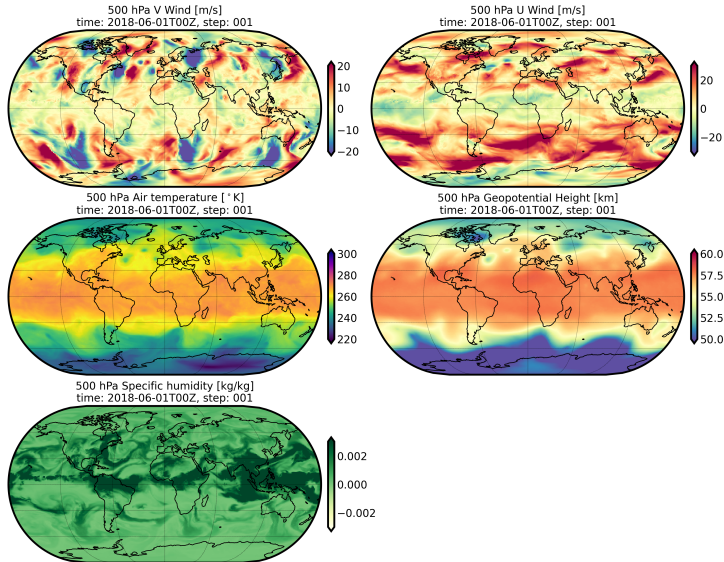 500 hPa V Wind [m/s]
time: 2018-06-01T00Z, step: 001
20
10
0
−10
−20
500 hPa U Wind [m/s]
time: 2018-06-01T00Z, step: 001
20
0
−20
500 hPa Air temperature [°K]
time: 2018-06-01T00Z, step: 001
300
280
260
240
220
500 hPa Geopotential Height [km]
time: 2018-06-01T00Z, step: 001
60.0
57.5
55.0
52.5
50.0
500 hPa Specific humidity [kg/kg]
time: 2018-06-01T00Z, step: 001
0.002
0.000
−0.002